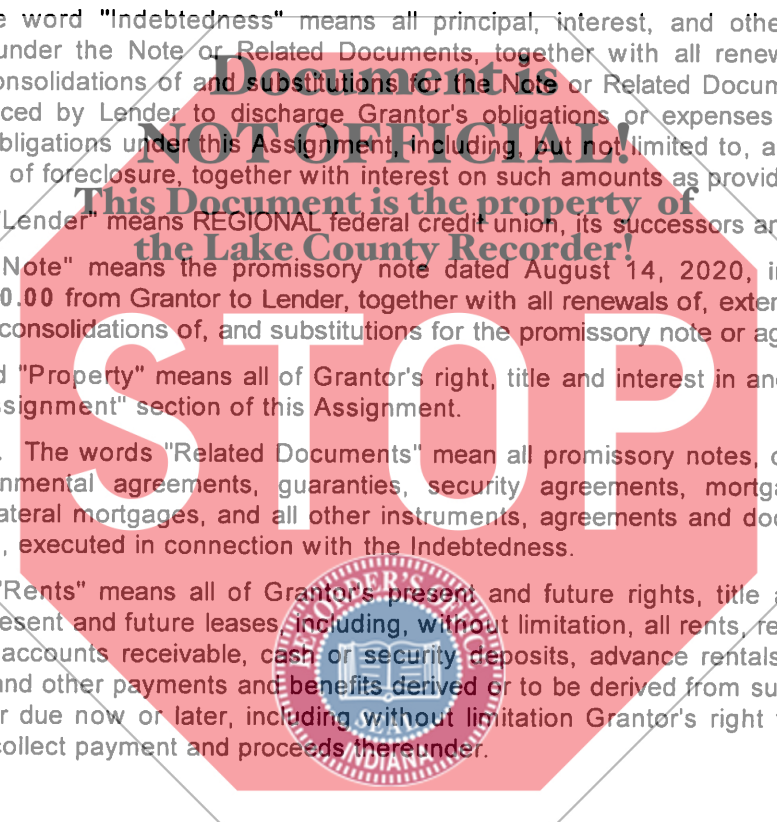 e word "Indebtedness" means all principal, interest, and othe
under the Note or Related Documents, together with all renew
onsolidations of and substitutions for the Note or Related Docum
ced by Lender to discharge Grantor's obligations or expenses
bligations under this Assignment, including, but not limited to, a
of foreclosure, together with interest on such amounts as provid
"Lender" means REGIONAL federal credit union, its successors an
Note" means the promissory note dated August 14, 2020, i
0.00 from Grantor to Lender, together with all renewals of, exten
consolidations of, and substitutions for the promissory note or ag
d "Property" means all of Grantor's right, title and interest in and
ssignment" section of this Assignment.
. The words "Related Documents" mean all promissory notes, c
nmental agreements, guaranties, security agreements, mortga
ateral mortgages, and all other instruments, agreements and doc
, executed in connection with the Indebtedness.
"Rents" means all of Grantor's present and future rights, title a
esent and future leases, including, without limitation, all rents, re
accounts receivable, cash or security deposits, advance rentals
and other payments and benefits derived or to be derived from su
r due now or later, including without limitation Grantor's right t
collect payment and proceeds thereunder.
Document is
NOT OFFICIAL!
This Document is the property of
the Lake County Recorder!
STOP
RECORDER'S OFFICE
SEAL
INDIANA